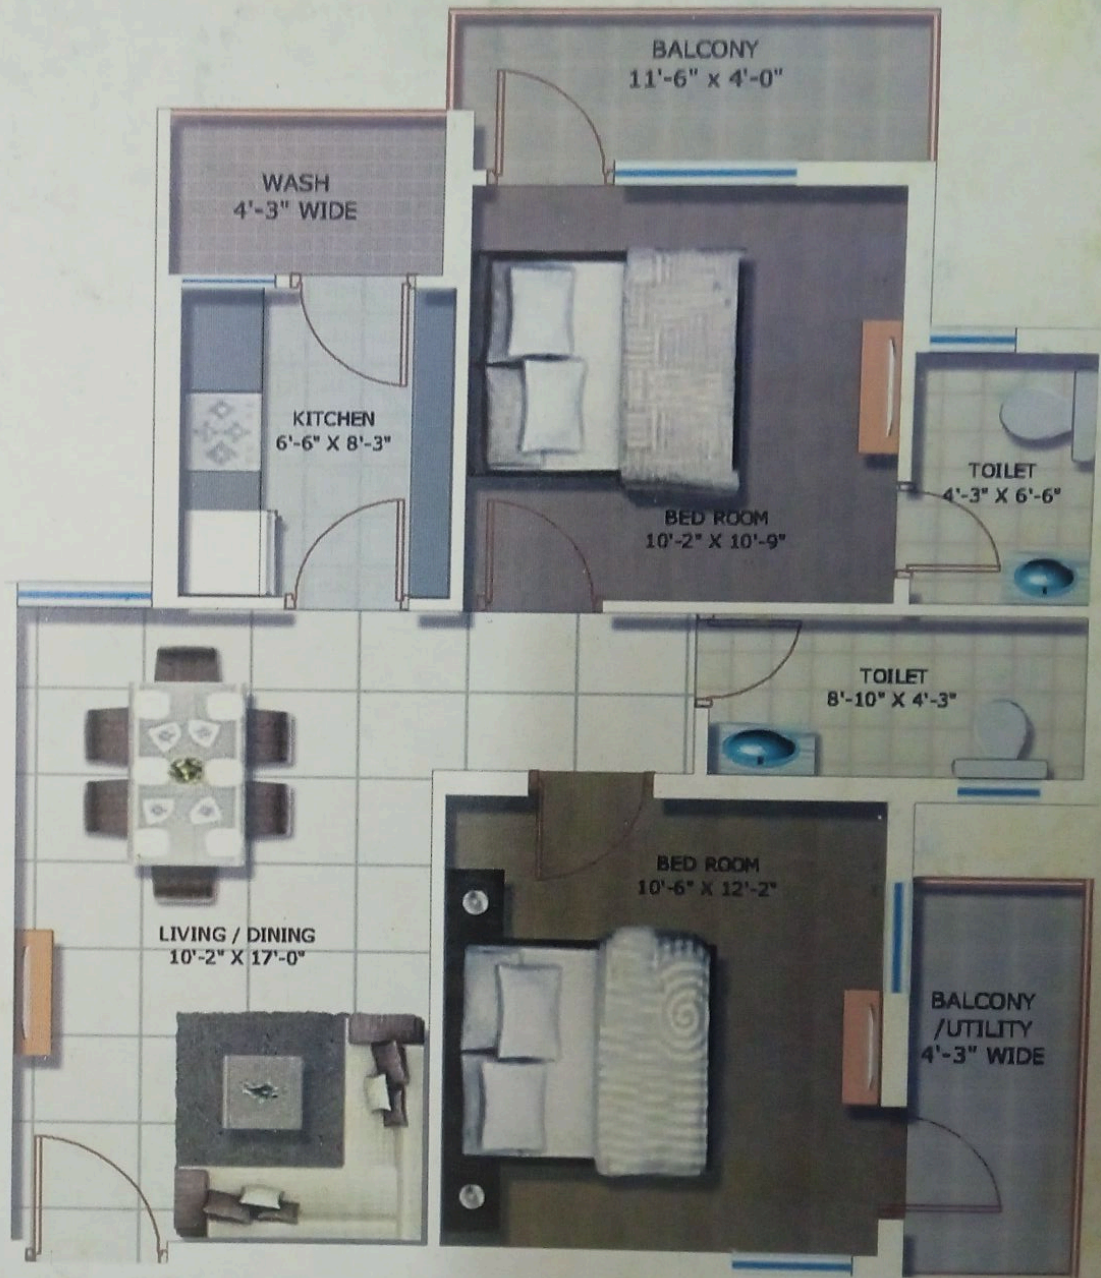 BALCONY
11'-6" x 4'-0"
WASH
4'-3" WIDE
KITCHEN
6'-6" X 8'-3"
TOILET
4'-3" X 6'-6"
BED ROOM
10'-2" X 10'-9"
TOILET
8'-10" X 4'-3"
BED ROOM
10'-6" X 12'-2"
LIVING / DINING
10'-2" X 17'-0"
BALCONY
/UTILITY
4'-3" WIDE